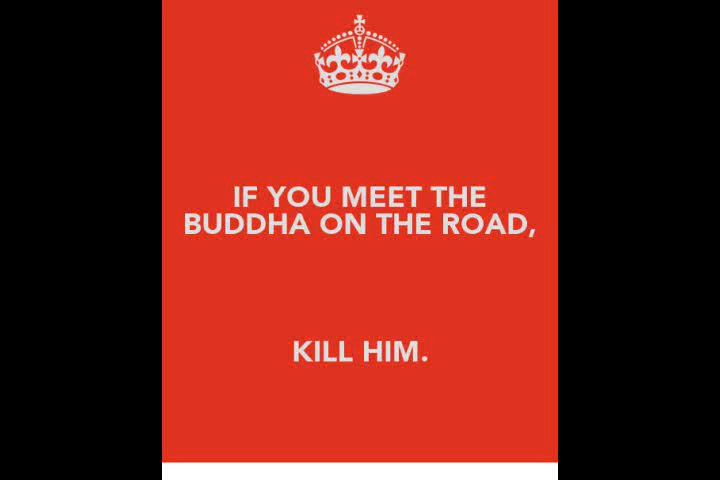 IF YOU MEET THE
BUDDHA ON THE ROAD,
KILL HIM.